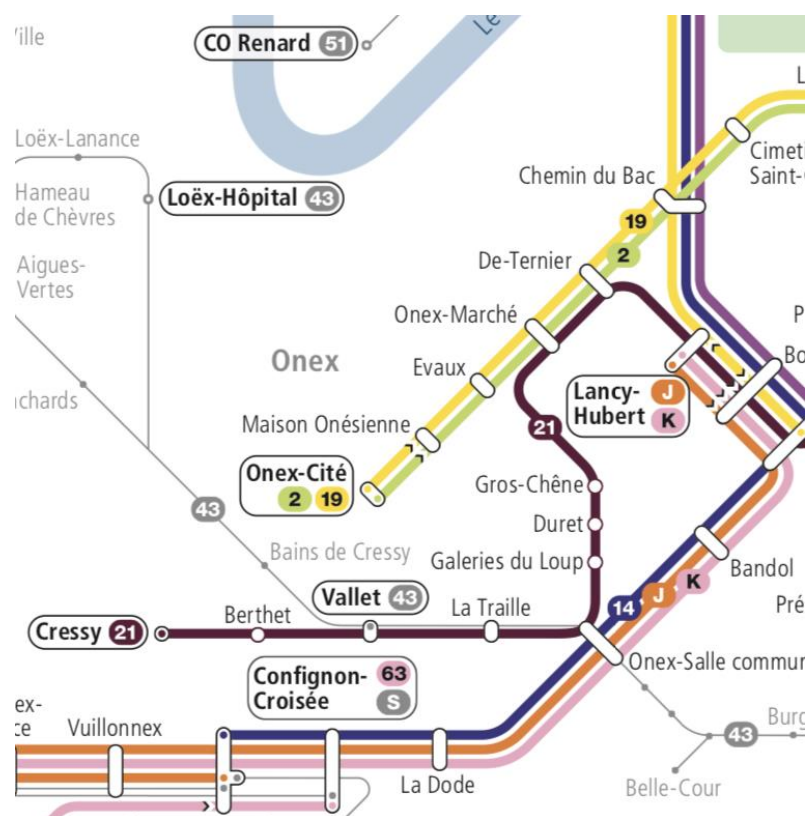 CO Renard 51
Le
Loëx-Lanance
Hameau
de Chèvres
Loëx-Hôpital 43
Aigues-
Vertes
Chemin du Bac
19
2
De-Ternier
Onex-Marché
Onex
Evaux
Maison Onésienne
Lancy-
Hubert
J
K
Onex-Cité
2 19
21
43
Gros-Chêne
Duret
Galeries du Loup
Bains de Cressy
Bandol
Vallet 43
La Traille
14 J K
Berthet
Cressy 21
Confignon-
Croisée
63
S
Onex-Salle commun
Vuillonnex
La Dode
43
Belle-Cour